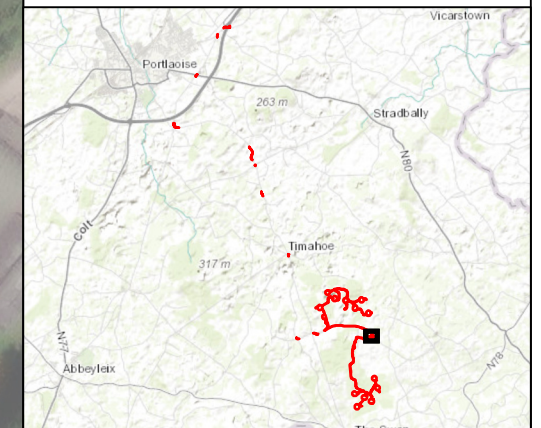 Vicarstown
Portlaoise
263 m
Stradbally
N80
Colt
Timahoe
317 m
N77
N78
Abbeyleix